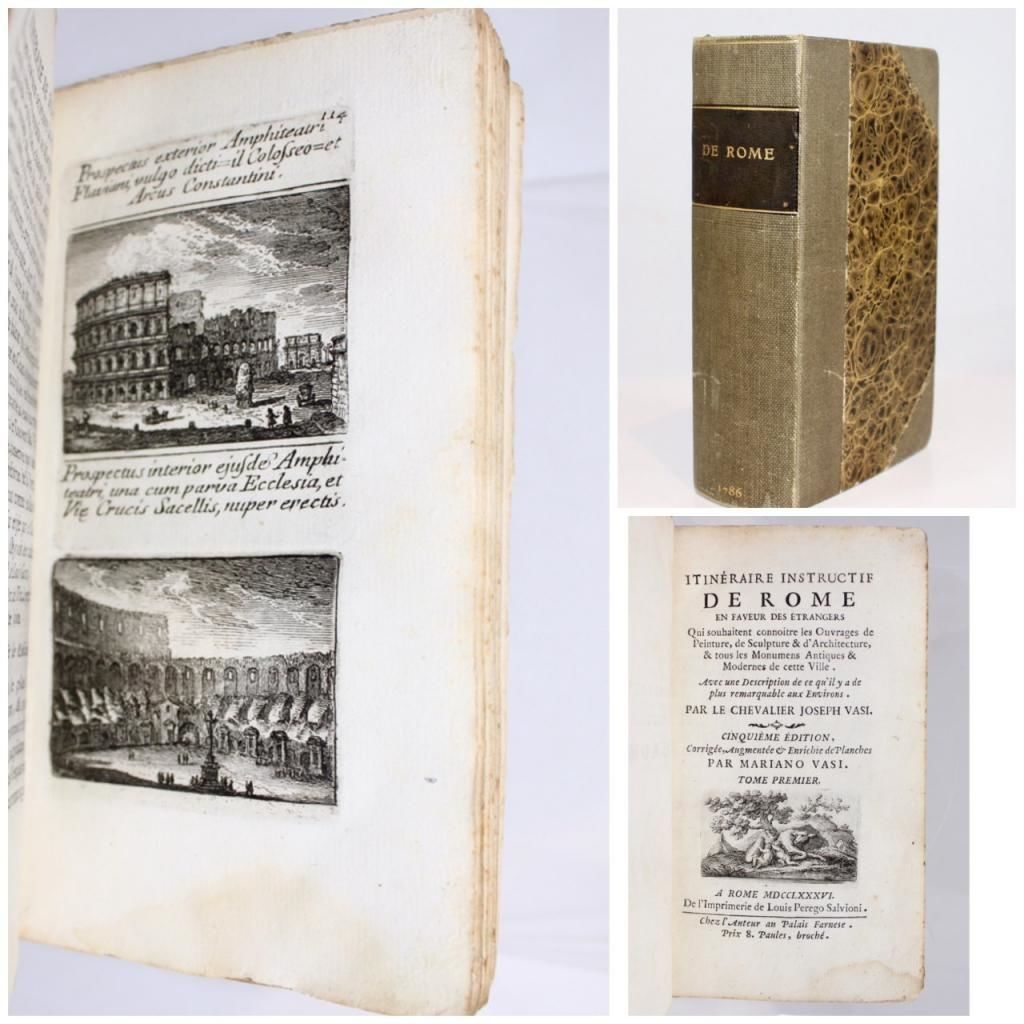 114
Prospectus exterior Amphiteatri
Flaviani, vulgo dicti=il Colosseo=et
Arcus Constantini.
Prospectus interior ejusdē Amphi-
teatri, una cum parva Ecclesia, et
Vię Crucis Sacellis, nuper erectis.
DE ROME
1786
ITINÉRAIRE INSTRUCTIF
DE ROME
EN FAVEUR DES ÉTRANGERS
Qui souhaitent connoitre les Ouvrages de
Peinture, de Sculpture & d'Architecture,
& tous les Monumens Antiques &
Modernes de cette Ville.
Avec une Description de ce qu'il y a de
plus remarquable aux Environs.
PAR LE CHEVALIER JOSEPH VASI.
CINQUIÉME ÉDITION,
Corrigée, Augmentée & Enrichie de Planches
PAR MARIANO VASI.
TOME PREMIER.
A ROME MDCCLXXXVI.
De l'Imprimerie de Louis Perego Salvioni.
Chez l'Auteur au Palais Farnese.
Prix 8. Paules, broché.